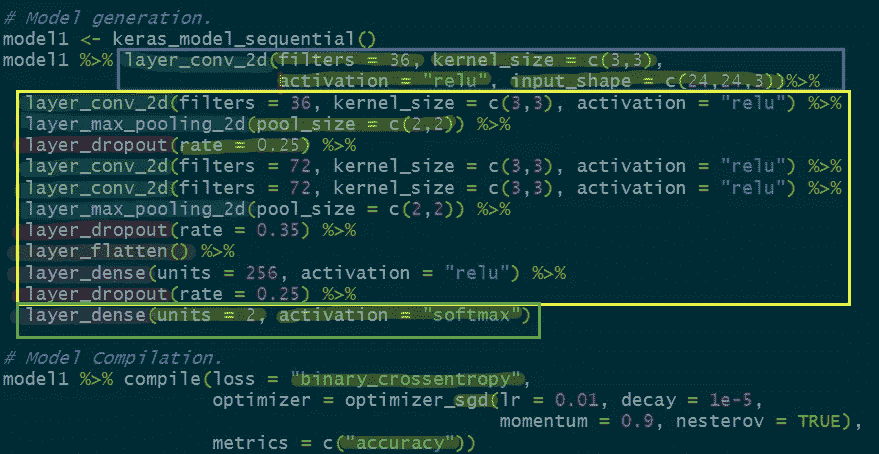 # Model generation.
model1 <- keras_model_sequential()
model1 %>% layer_conv_2d(filters = 36, kernel_size = c(3,3),
activation = "relu", input_shape = c(24,24,3))%>%
layer_conv_2d(filters = 36, kernel_size = c(3,3), activation = "relu") %>%
layer_max_pooling_2d(pool_size = c(2,2)) %>%
layer_dropout(rate = 0.25) %>%
layer_conv_2d(filters = 72, kernel_size = c(3,3), activation = "relu") %>%
layer_conv_2d(filters = 72, kernel_size = c(3,3), activation = "relu") %>%
layer_max_pooling_2d(pool_size = c(2,2)) %>%
layer_dropout(rate = 0.35) %>%
layer_flatten() %>%
layer_dense(units = 256, activation = "relu") %>%
layer_dropout(rate = 0.25) %>%
layer_dense(units = 2, activation = "softmax")
# Model Compilation.
model1 %>% compile(loss = "binary_crossentropy",
optimizer = optimizer_sgd(lr = 0.01, decay = 1e-5,
momentum = 0.9, nesterov = TRUE),
metrics = c("accuracy"))